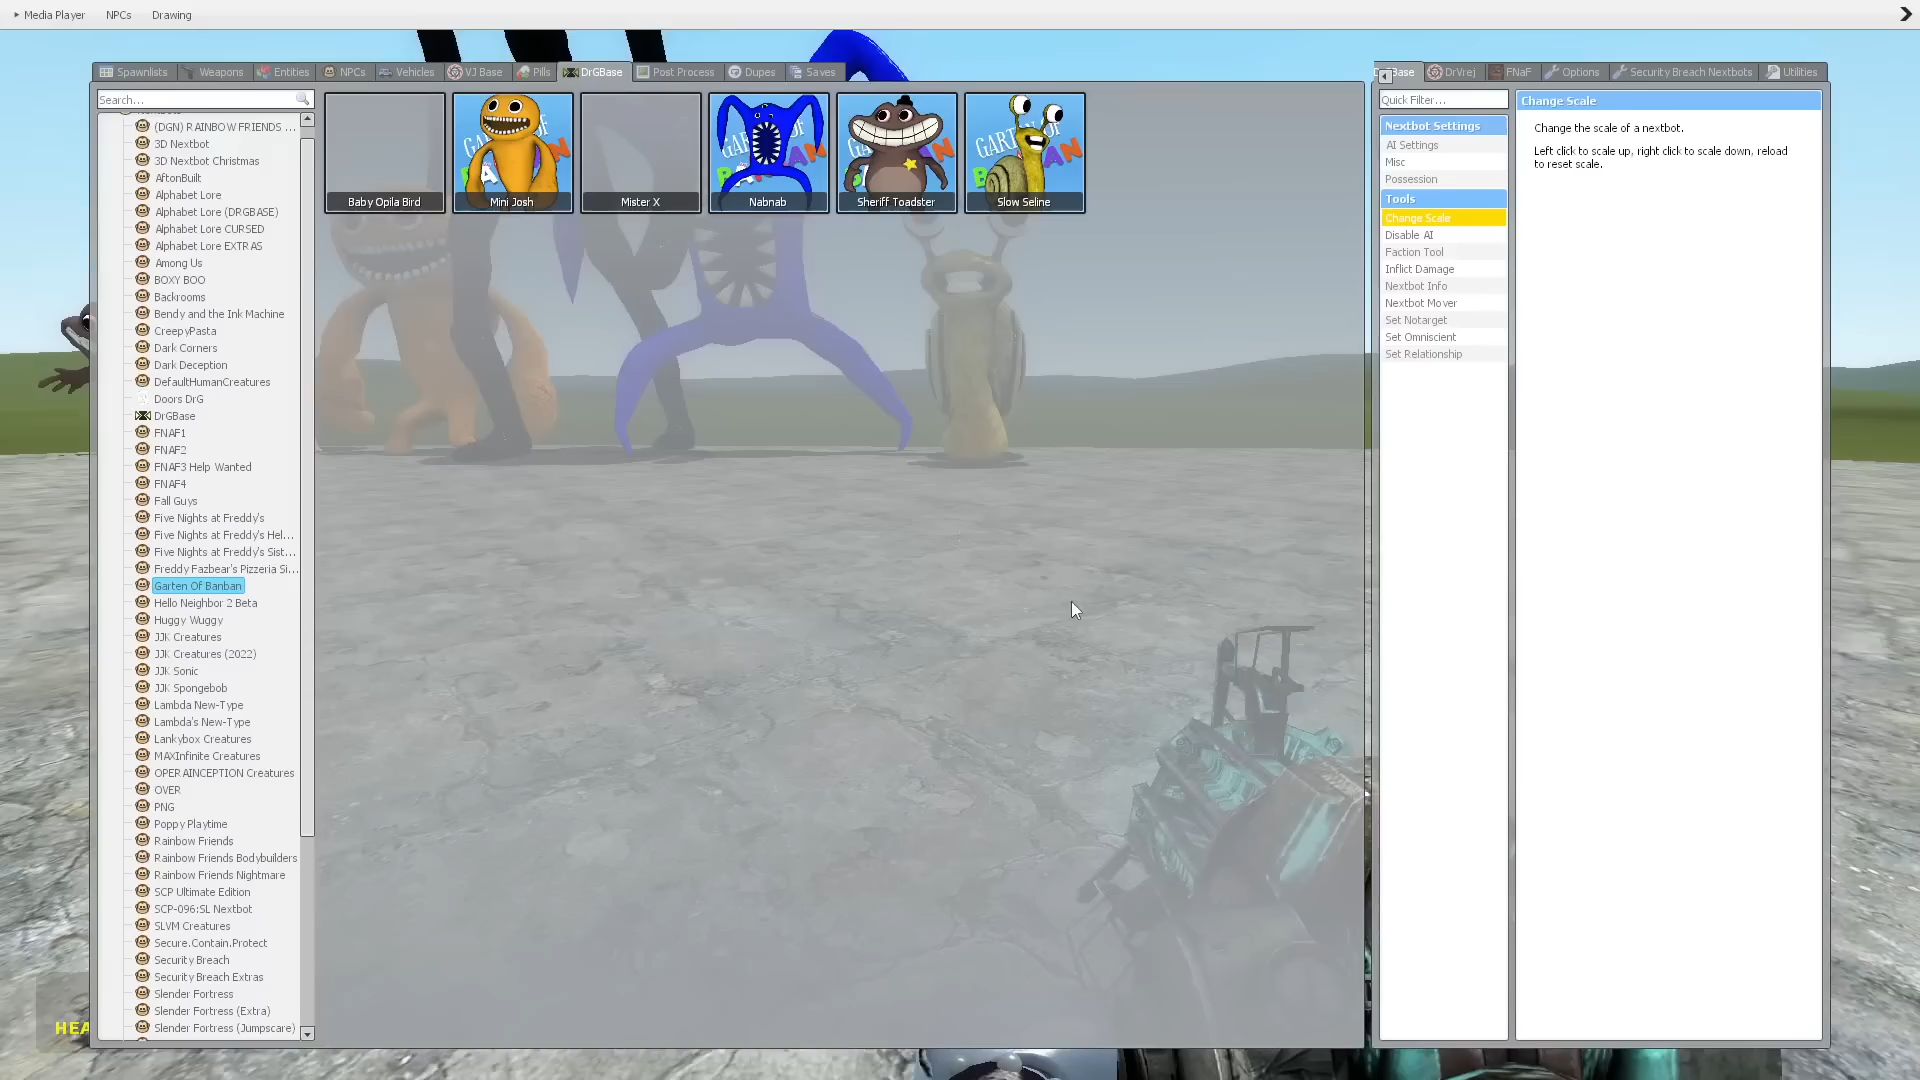 Media Player NPCs Drawing
Spawnlists Weapons Entities NPCs Vehicles VJ Base Pills DrGBase Post Process Dupes Saves
Base DrVrej FNaF Options Security Breach Nextbots Utilities
Search...
(DGN) RAINBOW FRIENDS ...
3D Nextbot
3D Nextbot Christmas
AftonBuilt
Alphabet Lore
Alphabet Lore (DRGBASE)
Alphabet Lore CURSED
Alphabet Lore EXTRAS
Among Us
BOXY BOO
Backrooms
Bendy and the Ink Machine
CreepyPasta
Dark Corners
Dark Deception
DefaultHumanCreatures
Doors DrG
DrGBase
FNAF1
FNAF2
FNAF3 Help Wanted
FNAF4
Fall Guys
Five Nights at Freddy's
Five Nights at Freddy's Hel...
Five Nights at Freddy's Sist...
Freddy Fazbear's Pizzeria Si...
Garten Of Banban
Hello Neighbor 2 Beta
Huggy Wuggy
JJK Creatures
JJK Creatures (2022)
JJK Sonic
JJK Spongebob
Lambda New-Type
Lambda's New-Type
Lankybox Creatures
MAXInfinite Creatures
OPERAINCEPTION Creatures
OVER
PNG
Poppy Playtime
Rainbow Friends
Rainbow Friends Bodybuilders
Rainbow Friends Nightmare
SCP Ultimate Edition
SCP-096:SL Nextbot
SLVM Creatures
Secure.Contain.Protect
Security Breach
Security Breach Extras
Slender Fortress
Slender Fortress (Extra)
Slender Fortress (Jumpscare)
Baby Opila Bird
Mini Josh
Mister X
Nabnab
Sheriff Toadster
Slow Seline
Quick Filter...
Nextbot Settings
AI Settings
Misc
Possession
Tools
Change Scale
Disable AI
Faction Tool
Inflict Damage
Nextbot Info
Nextbot Mover
Set Notarget
Set Omniscient
Set Relationship
Change Scale
Change the scale of a nextbot.
Left click to scale up, right click to scale down, reload
to reset scale.
HEA